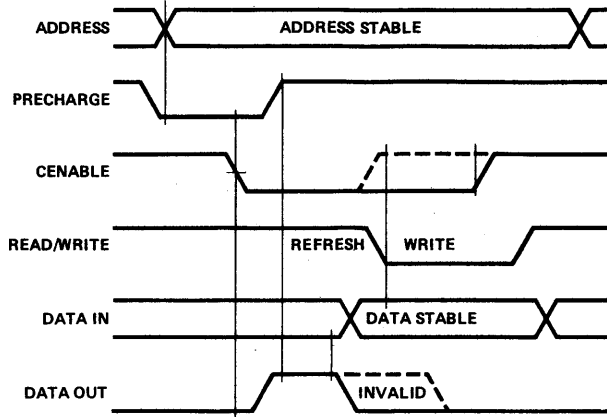 ADDRESS ADDRESS STABLE
PRECHARGE
CENABLE
READ/WRITE REFRESH WRITE
DATA IN DATA STABLE
DATA OUT INVALID